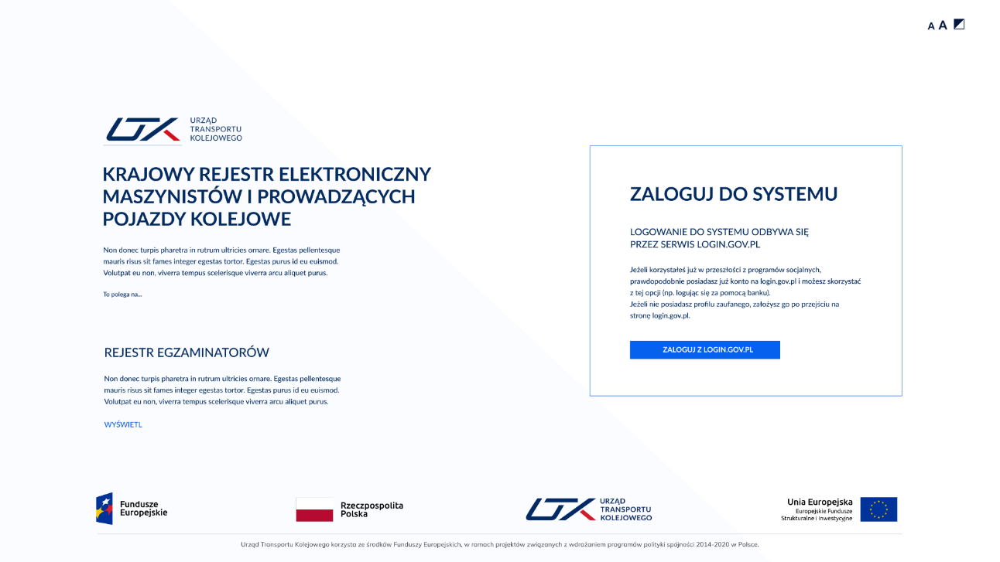 A A
UTK
URZĄD
TRANSPORTU
KOLEJOWEGO
KRAJOWY REJESTR ELEKTRONICZNY
MASZYNISTÓW I PROWADZĄCYCH
POJAZDY KOLEJOWE
Non donec turpis pharetra in rutrum ultricies ornare. Egestas pellentesque
mauris risus sit fames integer egestas tortor. Egestas purus id eu euismod.
Volutpat eu non, viverra tempus scelerisque viverra arcu aliquet purus.
To polega na...
REJESTR EGZAMINATORÓW
Non donec turpis pharetra in rutrum ultricies ornare. Egestas pellentesque
mauris risus sit fames integer egestas tortor. Egestas purus id eu euismod.
Volutpat eu non, viverra tempus scelerisque viverra arcu aliquet purus.
WYŚWIETL
ZALOGUJ DO SYSTEMU
LOGOWANIE DO SYSTEMU ODBYWA SIĘ
PRZEZ SERWIS LOGIN.GOV.PL
Jeżeli korzystałeś już w przeszłości z programów socjalnych,
prawdopodobnie posiadasz już konto na login.gov.pl i możesz skorzystać
z tej opcji (np. logując się za pomocą banku).
Jeżeli nie posiadasz profilu zaufanego, założysz go po przejściu na
stronę login.gov.pl.
ZALOGUJ Z LOGIN.GOV.PL
Fundusze
Europejskie
Rzeczpospolita
Polska
UTK
URZĄD
TRANSPORTU
KOLEJOWEGO
Unia Europejska
Europejskie Fundusze
Strukturalne i Inwestycyjne
Urząd Transportu Kolejowego korzysta ze środków Funduszy Europejskich, w ramach projektów związanych z wdrażaniem programów polityki spójności 2014-2020 w Polsce.